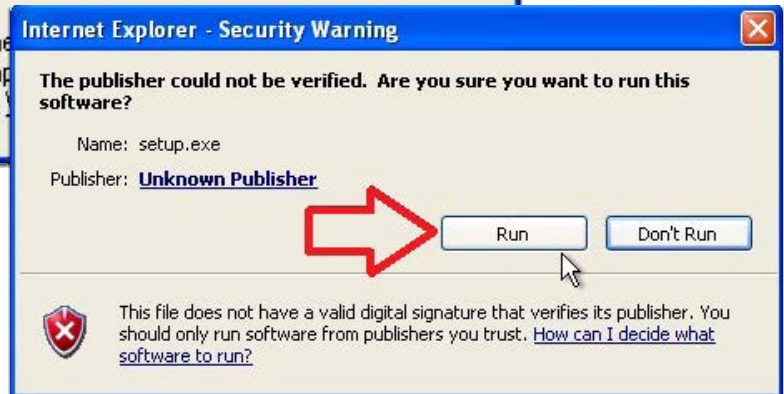 Internet Explorer - Security Warning
The publisher could not be verified. Are you sure you want to run this
software?
Name: setup.exe
Publisher: Unknown Publisher
Run
Don't Run
This file does not have a valid digital signature that verifies its publisher. You
should only run software from publishers you trust. How can I decide what
software to run?